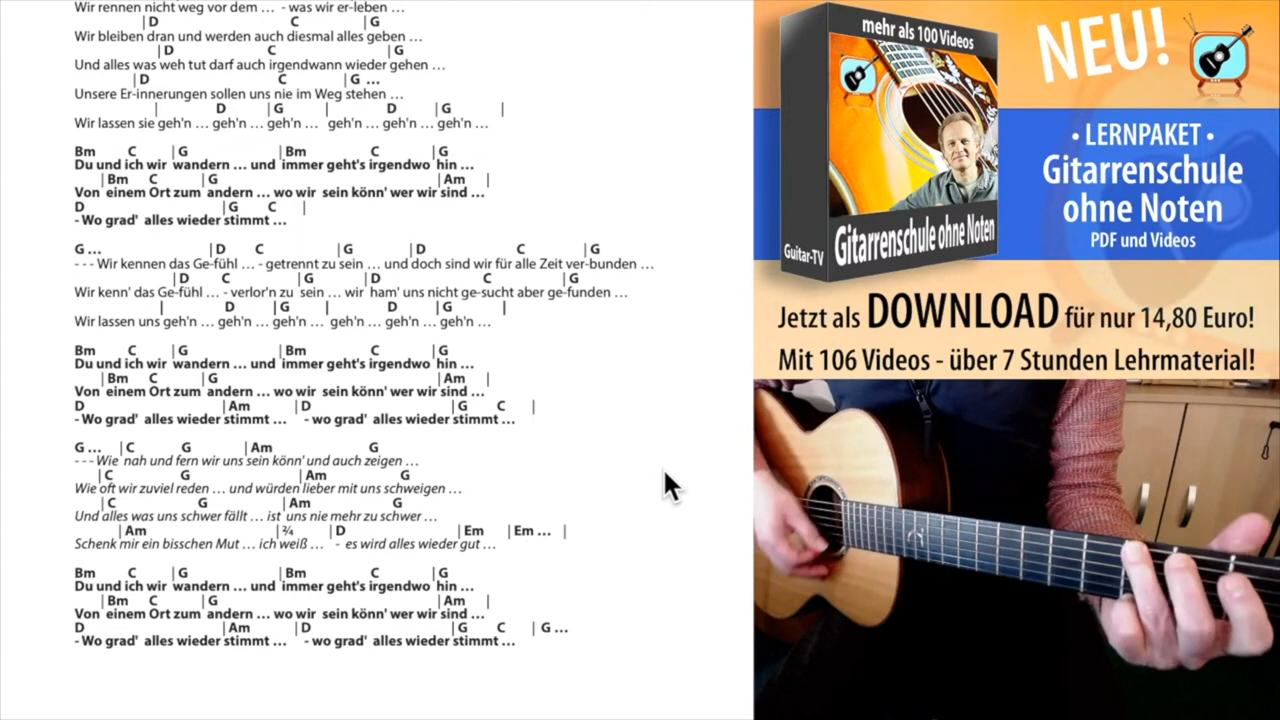 Wir rennen nicht weg vor dem … - was wir er-leben …
|D C |G
Wir bleiben dran und werden auch diesmal alles geben …
|D C |G
Und alles was weh tut darf auch irgendwann wieder gehen …
|D C |G …
Unsere Er-innerungen sollen uns nie im Weg stehen …
| D |G | D |G |
Wir lassen sie geh'n … geh'n … geh'n … geh'n … geh'n … geh'n …
Bm C |G |Bm C |G
Du und ich wir wandern … und immer geht's irgendwo hin …
|Bm C |G |Am |
Von einem Ort zum andern … wo wir sein könn' wer wir sind …
D |G C |
- Wo grad' alles wieder stimmt …
G … |D C |G |D C |G
- - - Wir kennen das Ge-fühl … - getrennt zu sein … und doch sind wir für alle Zeit ver-bunden …
|D C |G |D C |G
Wir kenn' das Ge-fühl … - verlor'n zu sein … wir ham' uns nicht ge-sucht aber ge-funden …
| D |G | D |G |
Wir lassen uns geh'n … geh'n … geh'n … geh'n … geh'n … geh'n …
Bm C |G |Bm C |G
Du und ich wir wandern … und immer geht's irgendwo hin …
|Bm C |G |Am |
Von einem Ort zum andern … wo wir sein könn' wer wir sind …
D |Am |D |G C |
- Wo grad' alles wieder stimmt … - wo grad' alles wieder stimmt …
G … |C G |Am G
- - - Wie nah und fern wir uns sein könn' und auch zeigen …
|C G |Am G
Wie oft wir zuviel reden … und würden lieber mit uns schweigen …
|C G |Am G
Und alles was uns schwer fällt … ist uns nie mehr zu schwer …
|Am |²⁄₄ |D |Em |Em … |
Schenk mir ein bisschen Mut … ich weiß … - es wird alles wieder gut …
Bm C |G |Bm C |G
Du und ich wir wandern … und immer geht's irgendwo hin …
|Bm C |G |Am |
Von einem Ort zum andern … wo wir sein könn' wer wir sind …
D |Am |D |G C | G …
- Wo grad' alles wieder stimmt … - wo grad' alles wieder stimmt …
mehr als 100 Videos
Gitarrenschule ohne Noten
Guitar-TV
NEU!
• LERNPAKET •
Gitarrenschule
ohne Noten
PDF und Videos
Jetzt als DOWNLOAD für nur 14,80 Euro!
Mit 106 Videos - über 7 Stunden Lehrmaterial!